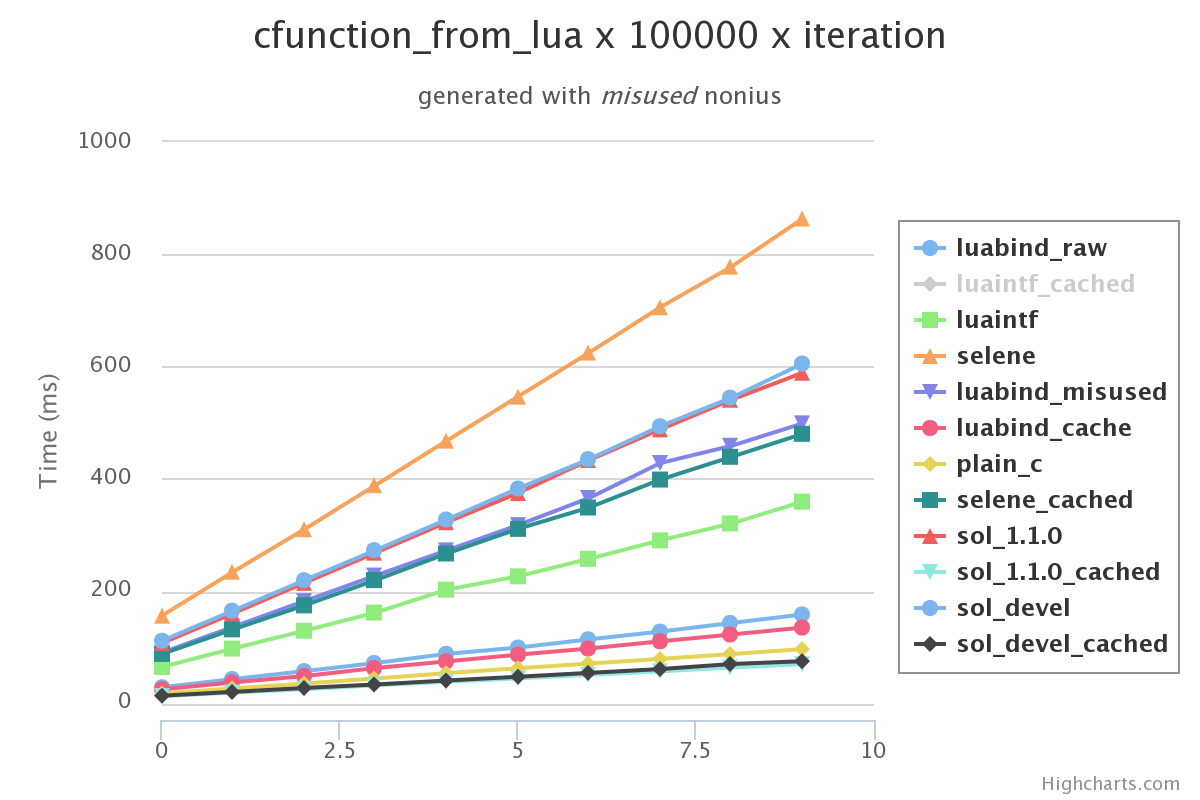 cfunction_from_lua x 100000 x iteration
generated with misused nonius
1000
800
600
400
200
0
Time (ms)
0 2.5 5 7.5 10
luabind_raw
luaintf_cached
luaintf
selene
luabind_misused
luabind_cache
plain_c
selene_cached
sol_1.1.0
sol_1.1.0_cached
sol_devel
sol_devel_cached
Highcharts.com